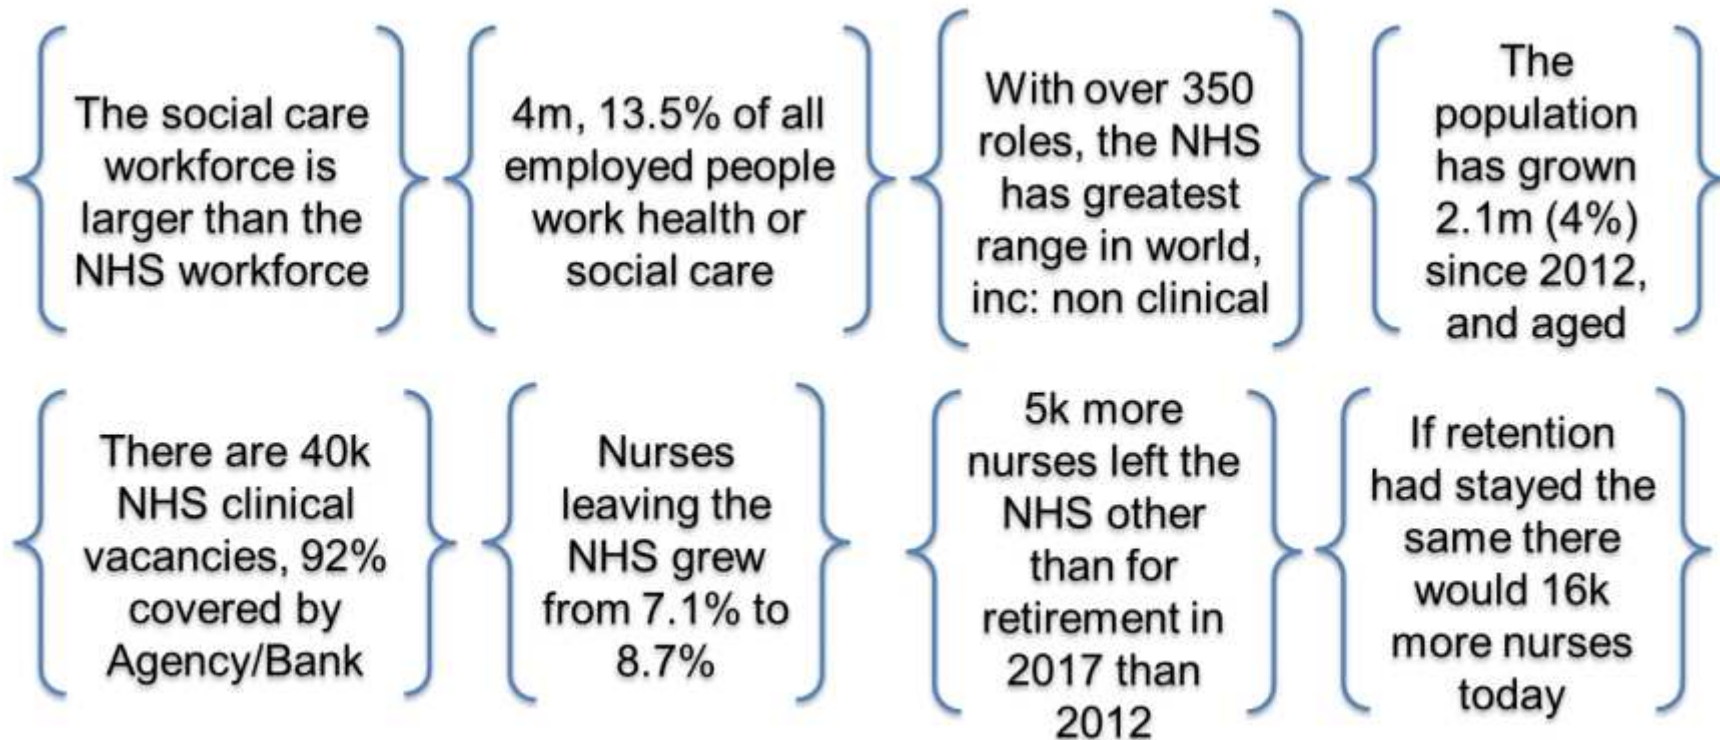 The social care
workforce is
larger than the
NHS workforce
4m, 13.5% of all
employed people
work health or
social care
With over 350
roles, the NHS
has greatest
range in world,
inc: non clinical
The
population
has grown
2.1m (4%)
since 2012,
and aged
There are 40k
NHS clinical
vacancies, 92%
covered by
Agency/Bank
Nurses
leaving the
NHS grew
from 7.1% to
8.7%
5k more
nurses left the
NHS other
than for
retirement in
2017 than
2012
If retention
had stayed the
same there
would 16k
more nurses
today